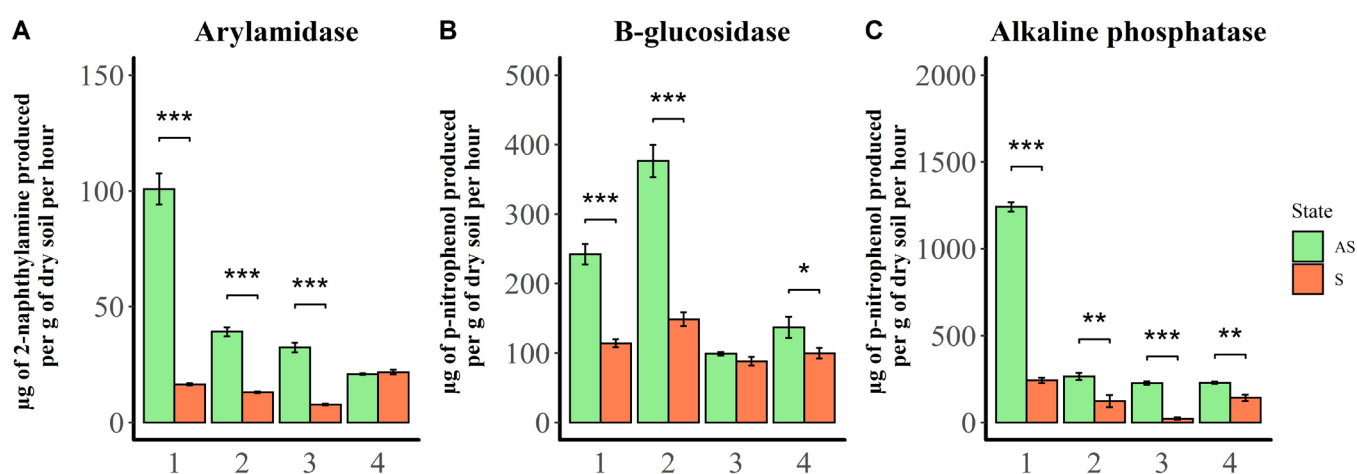 A
Arylamidase
µg of 2-naphthylamine produced
per g of dry soil per hour
150
100
50
0
***
***
***
1 2 3 4
B
B-glucosidase
µg of p-nitrophenol produced
per g of dry soil per hour
500
400
300
200
100
0
***
***
*
1 2 3 4
C
Alkaline phosphatase
µg of p-nitrophenol produced
per g of dry soil per hour
2000
1500
1000
500
0
***
**
***
**
1 2 3 4
State
AS
S